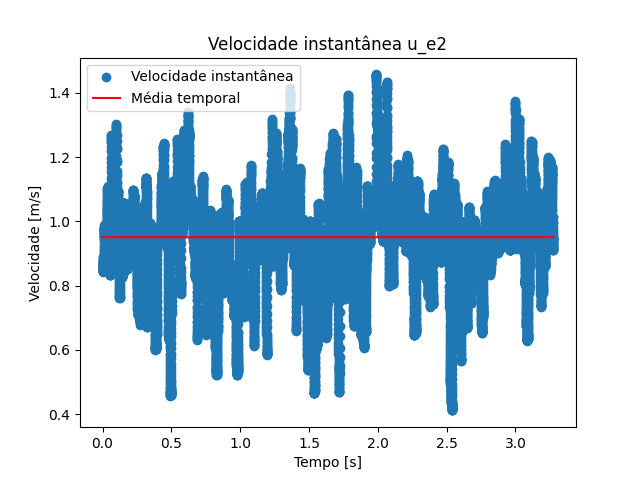 Velocidade instantânea u_e2
Velocidade instantânea
Média temporal
Velocidade [m/s]
1.4
1.2
1.0
0.8
0.6
0.4
0.0 0.5 1.0 1.5 2.0 2.5 3.0
Tempo [s]